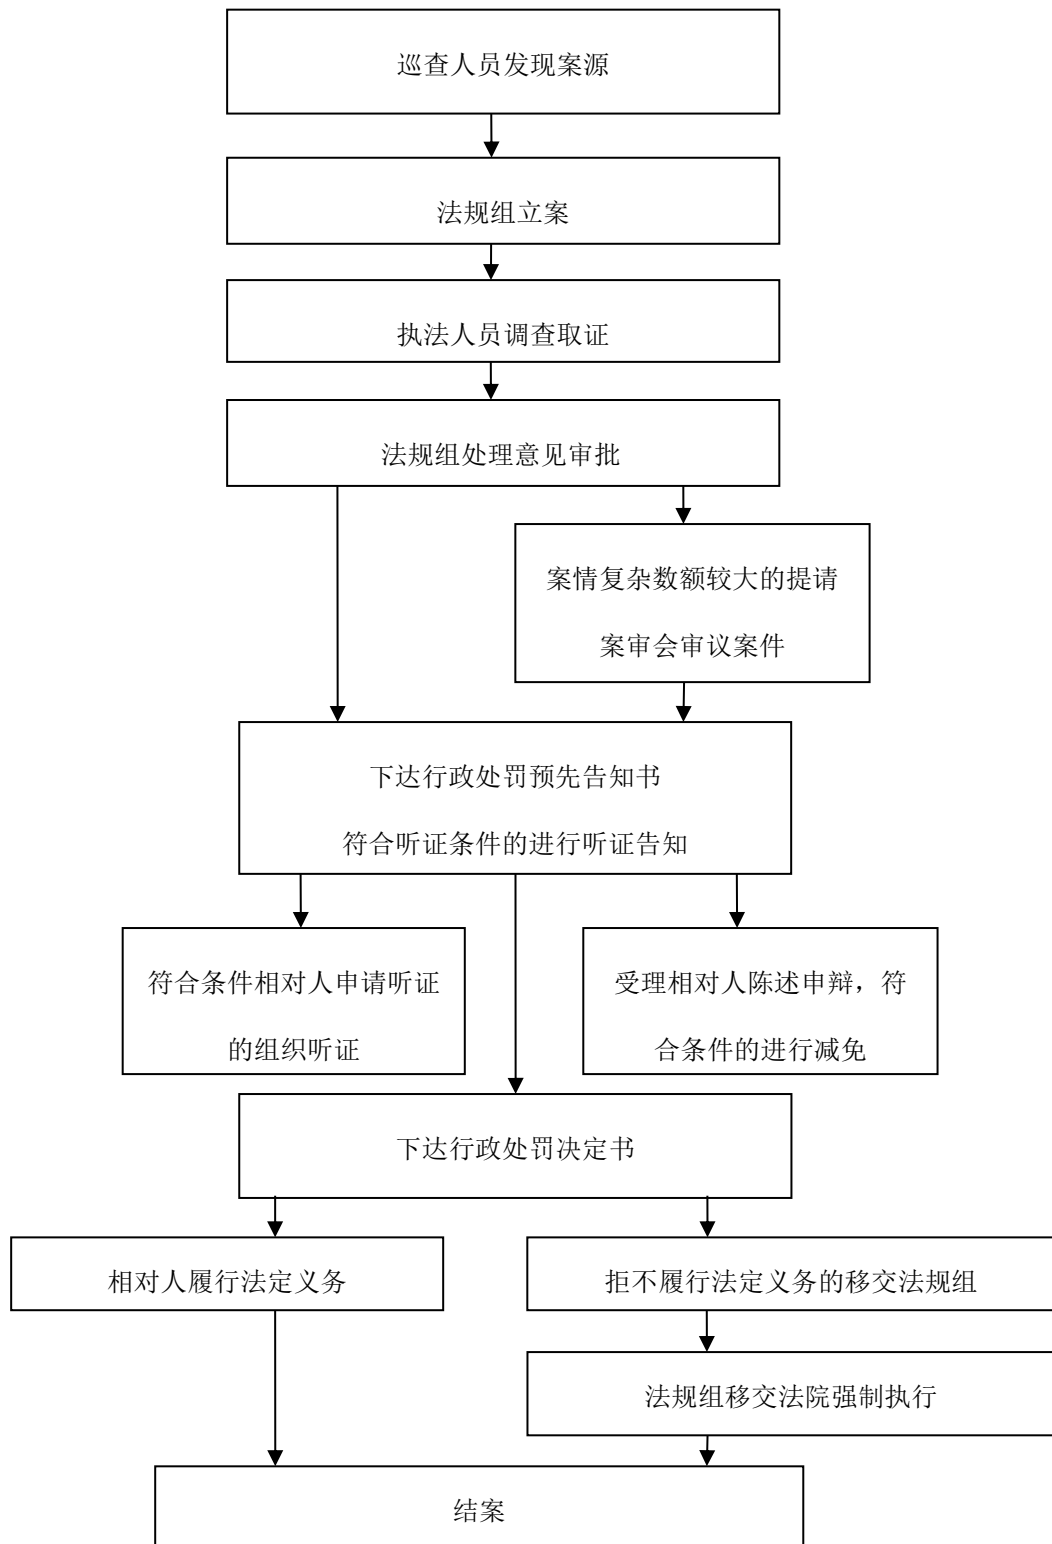 巡查人员发现案源
法规组立案
执法人员调查取证
法规组处理意见审批
案情复杂数额较大的提请
案审会审议案件
下达行政处罚预先告知书
符合听证条件的进行听证告知
符合条件相对人申请听证
的组织听证
受理相对人陈述申辩，符
合条件的进行减免
下达行政处罚决定书
相对人履行法定义务
拒不履行法定义务的移交法规组
法规组移交法院强制执行
结案